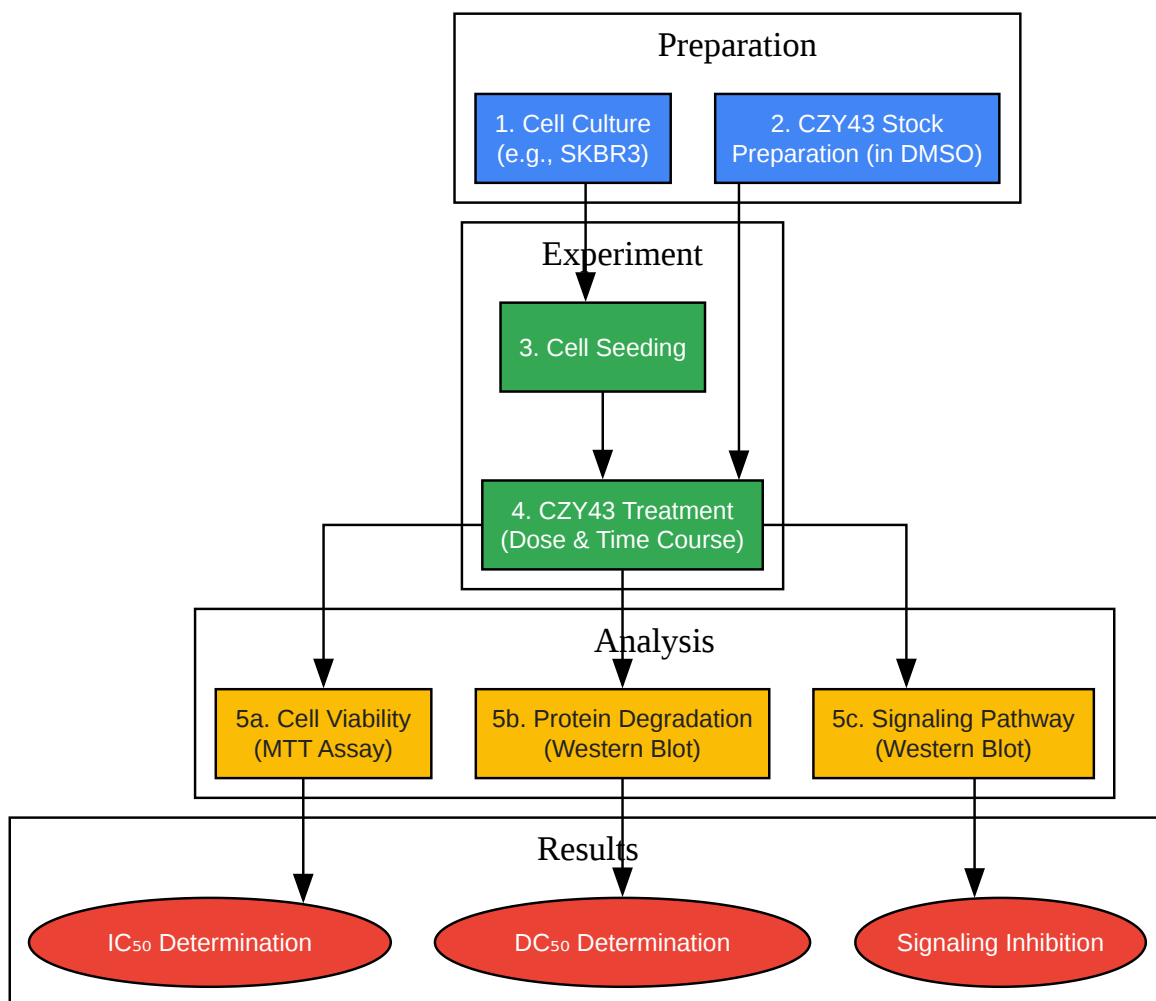 Preparation
1. Cell Culture
(e.g., SKBR3)
2. CZY43 Stock
Preparation (in DMSO)
Experiment
3. Cell Seeding
4. CZY43 Treatment
(Dose & Time Course)
Analysis
5a. Cell Viability
(MTT Assay)
5b. Protein Degradation
(Western Blot)
5c. Signaling Pathway
(Western Blot)
Results
IC₅₀ Determination
DC₅₀ Determination
Signaling Inhibition